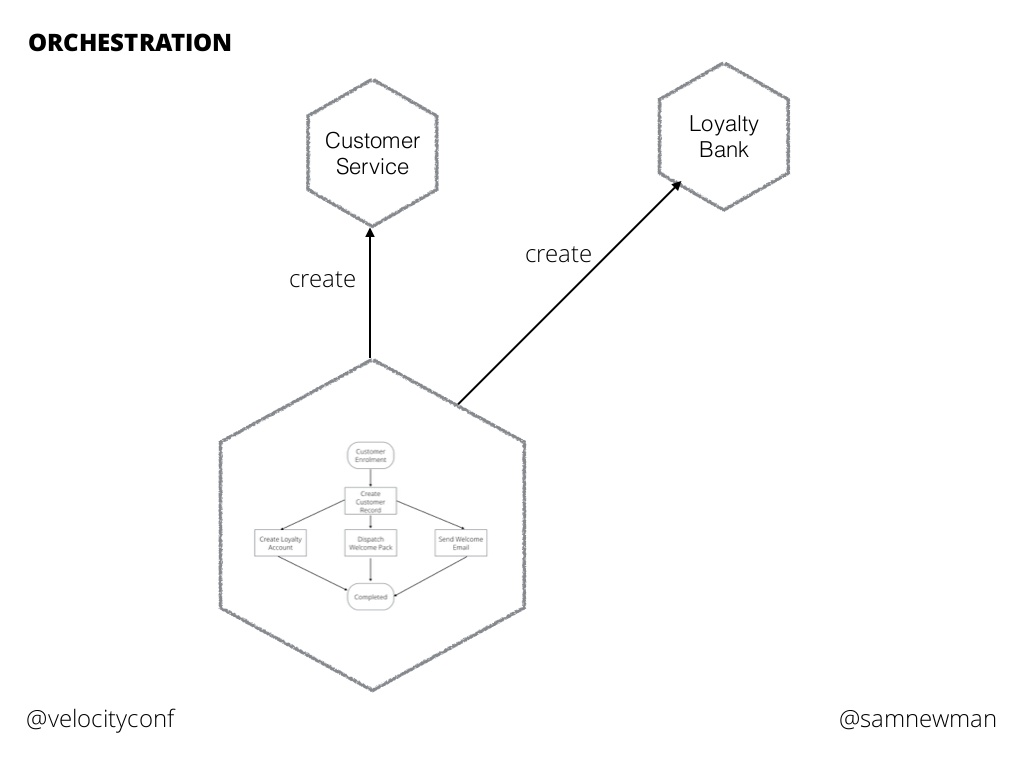 ORCHESTRATION
Customer
Service
Loyalty
Bank
create
create
Customer
Enrolment
Create
Customer
Record
Create Loyalty
Account
Dispatch
Welcome Pack
Send Welcome
Email
Completed
@velocityconf
@samnewman